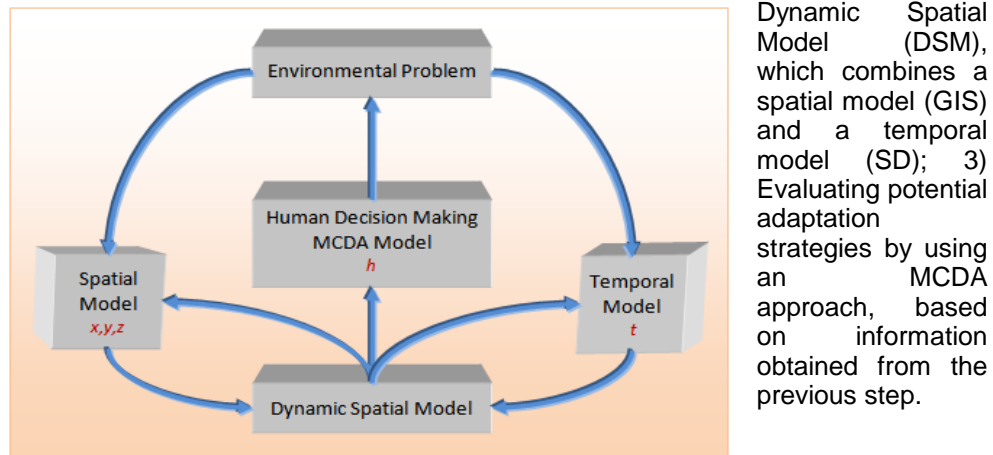 Environmental Problem
Human Decision Making
MCDA Model
h
Spatial
Model
x,y,z
Temporal
Model
t
Dynamic Spatial Model
Dynamic Spatial
Model (DSM),
which combines a
spatial model (GIS)
and a temporal
model (SD); 3)
Evaluating potential
adaptation
strategies by using
an MCDA
approach, based
on information
obtained from the
previous step.